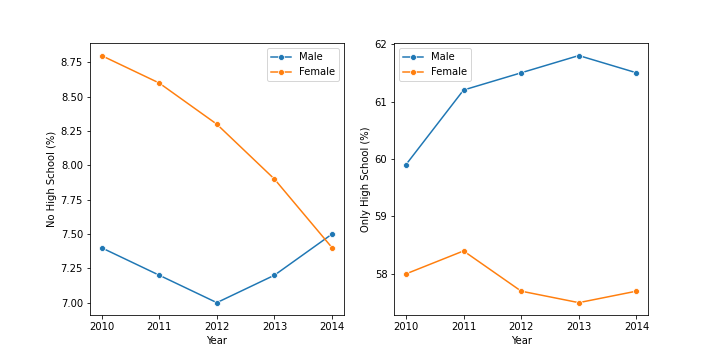 Male
Female
8.75
8.50
8.25
8.00
7.75
7.50
7.25
7.00
No High School (%)
2010 2011 2012 2013 2014
Year
Male
Female
62
61
60
59
58
Only High School (%)
2010 2011 2012 2013 2014
Year